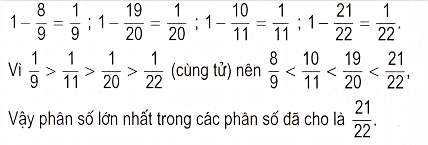 1 − 8/9 = 1/9 ; 1 − 19/20 = 1/20 ; 1 − 10/11 = 1/11 ; 1 − 21/22 = 1/22.
Vì 1/9 > 1/11 > 1/20 > 1/22 (cùng tử) nên 8/9 < 10/11 < 19/20 < 21/22,
Vậy phân số lớn nhất trong các phân số đã cho là 21/22.